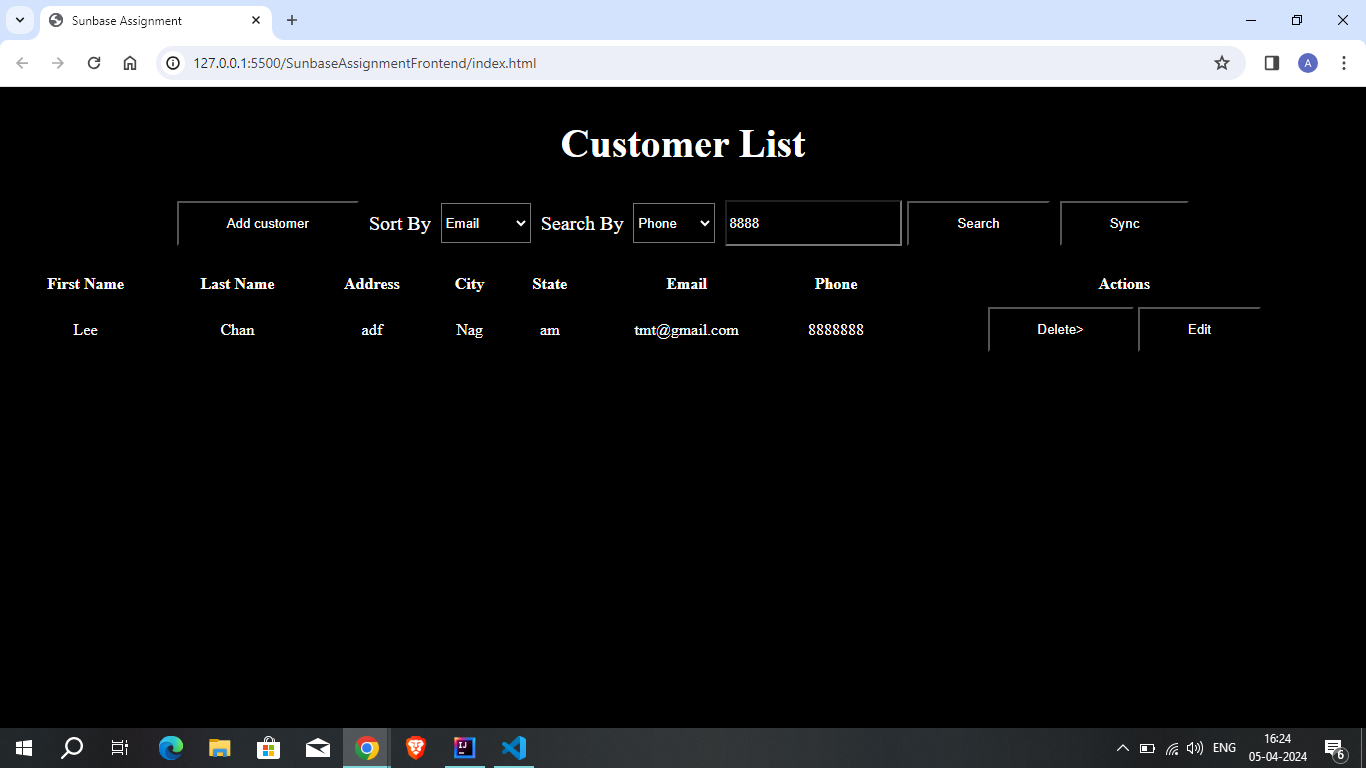 Sunbase Assignment
127.0.0.1:5500/SunbaseAssignmentFrontend/index.html
A
Customer List
Add customer Sort By Email Search By Phone 8888 Search Sync
First Name Last Name Address City State Email Phone Actions
Lee Chan adf Nag am tmt@gmail.com 8888888 Delete> Edit
IJ
ENG
16:24
05-04-2024
6